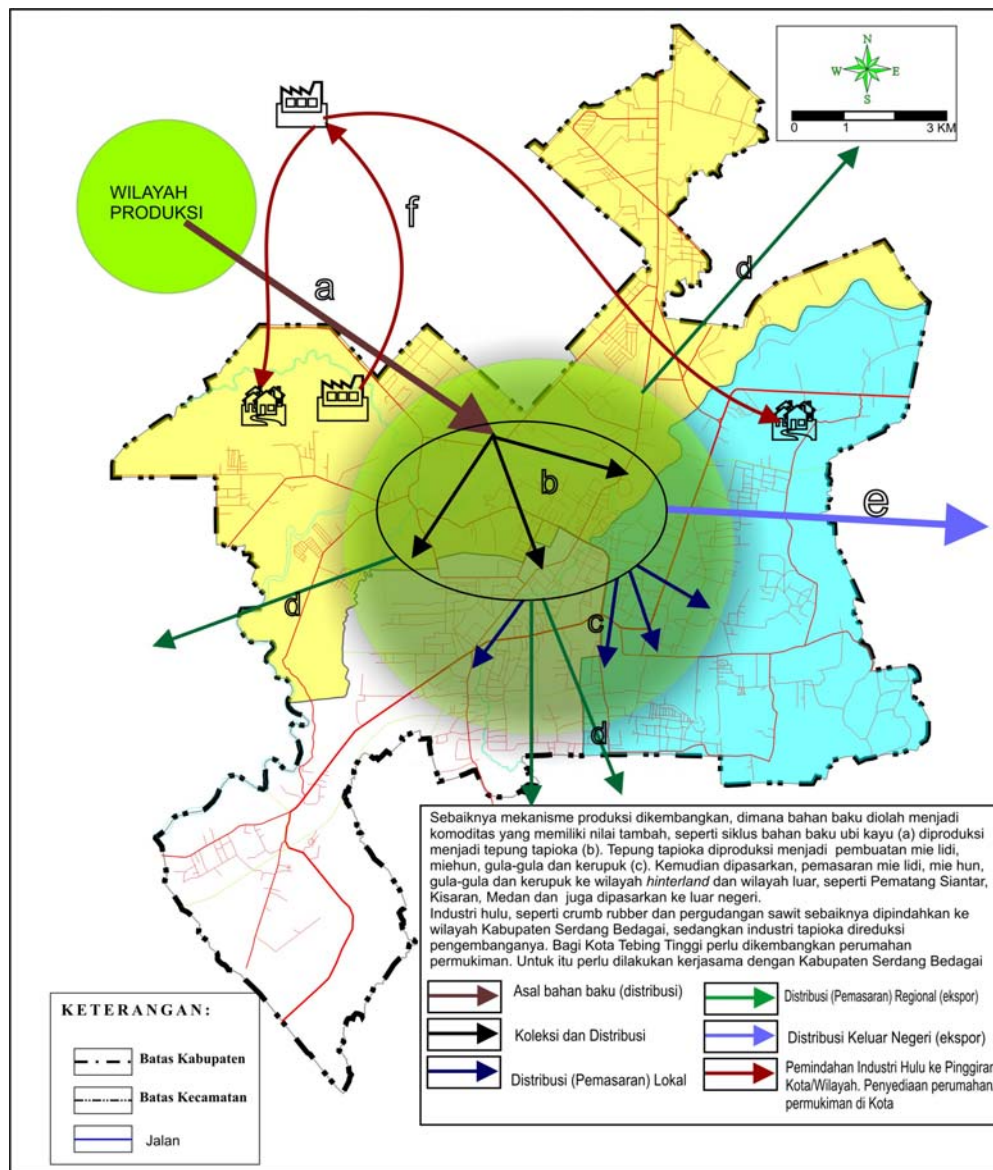 N
W E
S
0 1 3 KM
WILAYAH
PRODUKSI
f
a
d
b
e
d
c
d
Sebaiknya mekanisme produksi dikembangkan, dimana bahan baku diolah menjadi
komoditas yang memiliki nilai tambah, seperti siklus bahan baku ubi kayu (a) diproduksi
menjadi tepung tapioka (b). Tepung tapioka diproduksi menjadi pembuatan mie lidi,
miehun, gula-gula dan kerupuk (c). Kemudian dipasarkan, pemasaran mie lidi, mie hun,
gula-gula dan kerupuk ke wilayah hinterland dan wilayah luar, seperti Pematang Siantar,
Kisaran, Medan dan juga dipasarkan ke luar negeri.
Industri hulu, seperti crumb rubber dan pergudangan sawit sebaiknya dipindahkan ke
wilayah Kabupaten Serdang Bedagai, sedangkan industri tapioka direduksi
pengembanganya. Bagi Kota Tebing Tinggi perlu dikembangkan perumahan
permukiman. Untuk itu perlu dilakukan kerjasama dengan Kabupaten Serdang Bedagai
Asal bahan baku (distribusi)
Koleksi dan Distribusi
Distribusi (Pemasaran) Lokal
Distribusi (Pemasaran) Regional (ekspor)
Distribusi Keluar Negeri (ekspor)
Pemindahan Industri Hulu ke Pinggiran
Kota/Wilayah. Penyediaan perumahan/
permukiman di Kota
KETERANGAN:
Batas Kabupaten
Batas Kecamatan
Jalan